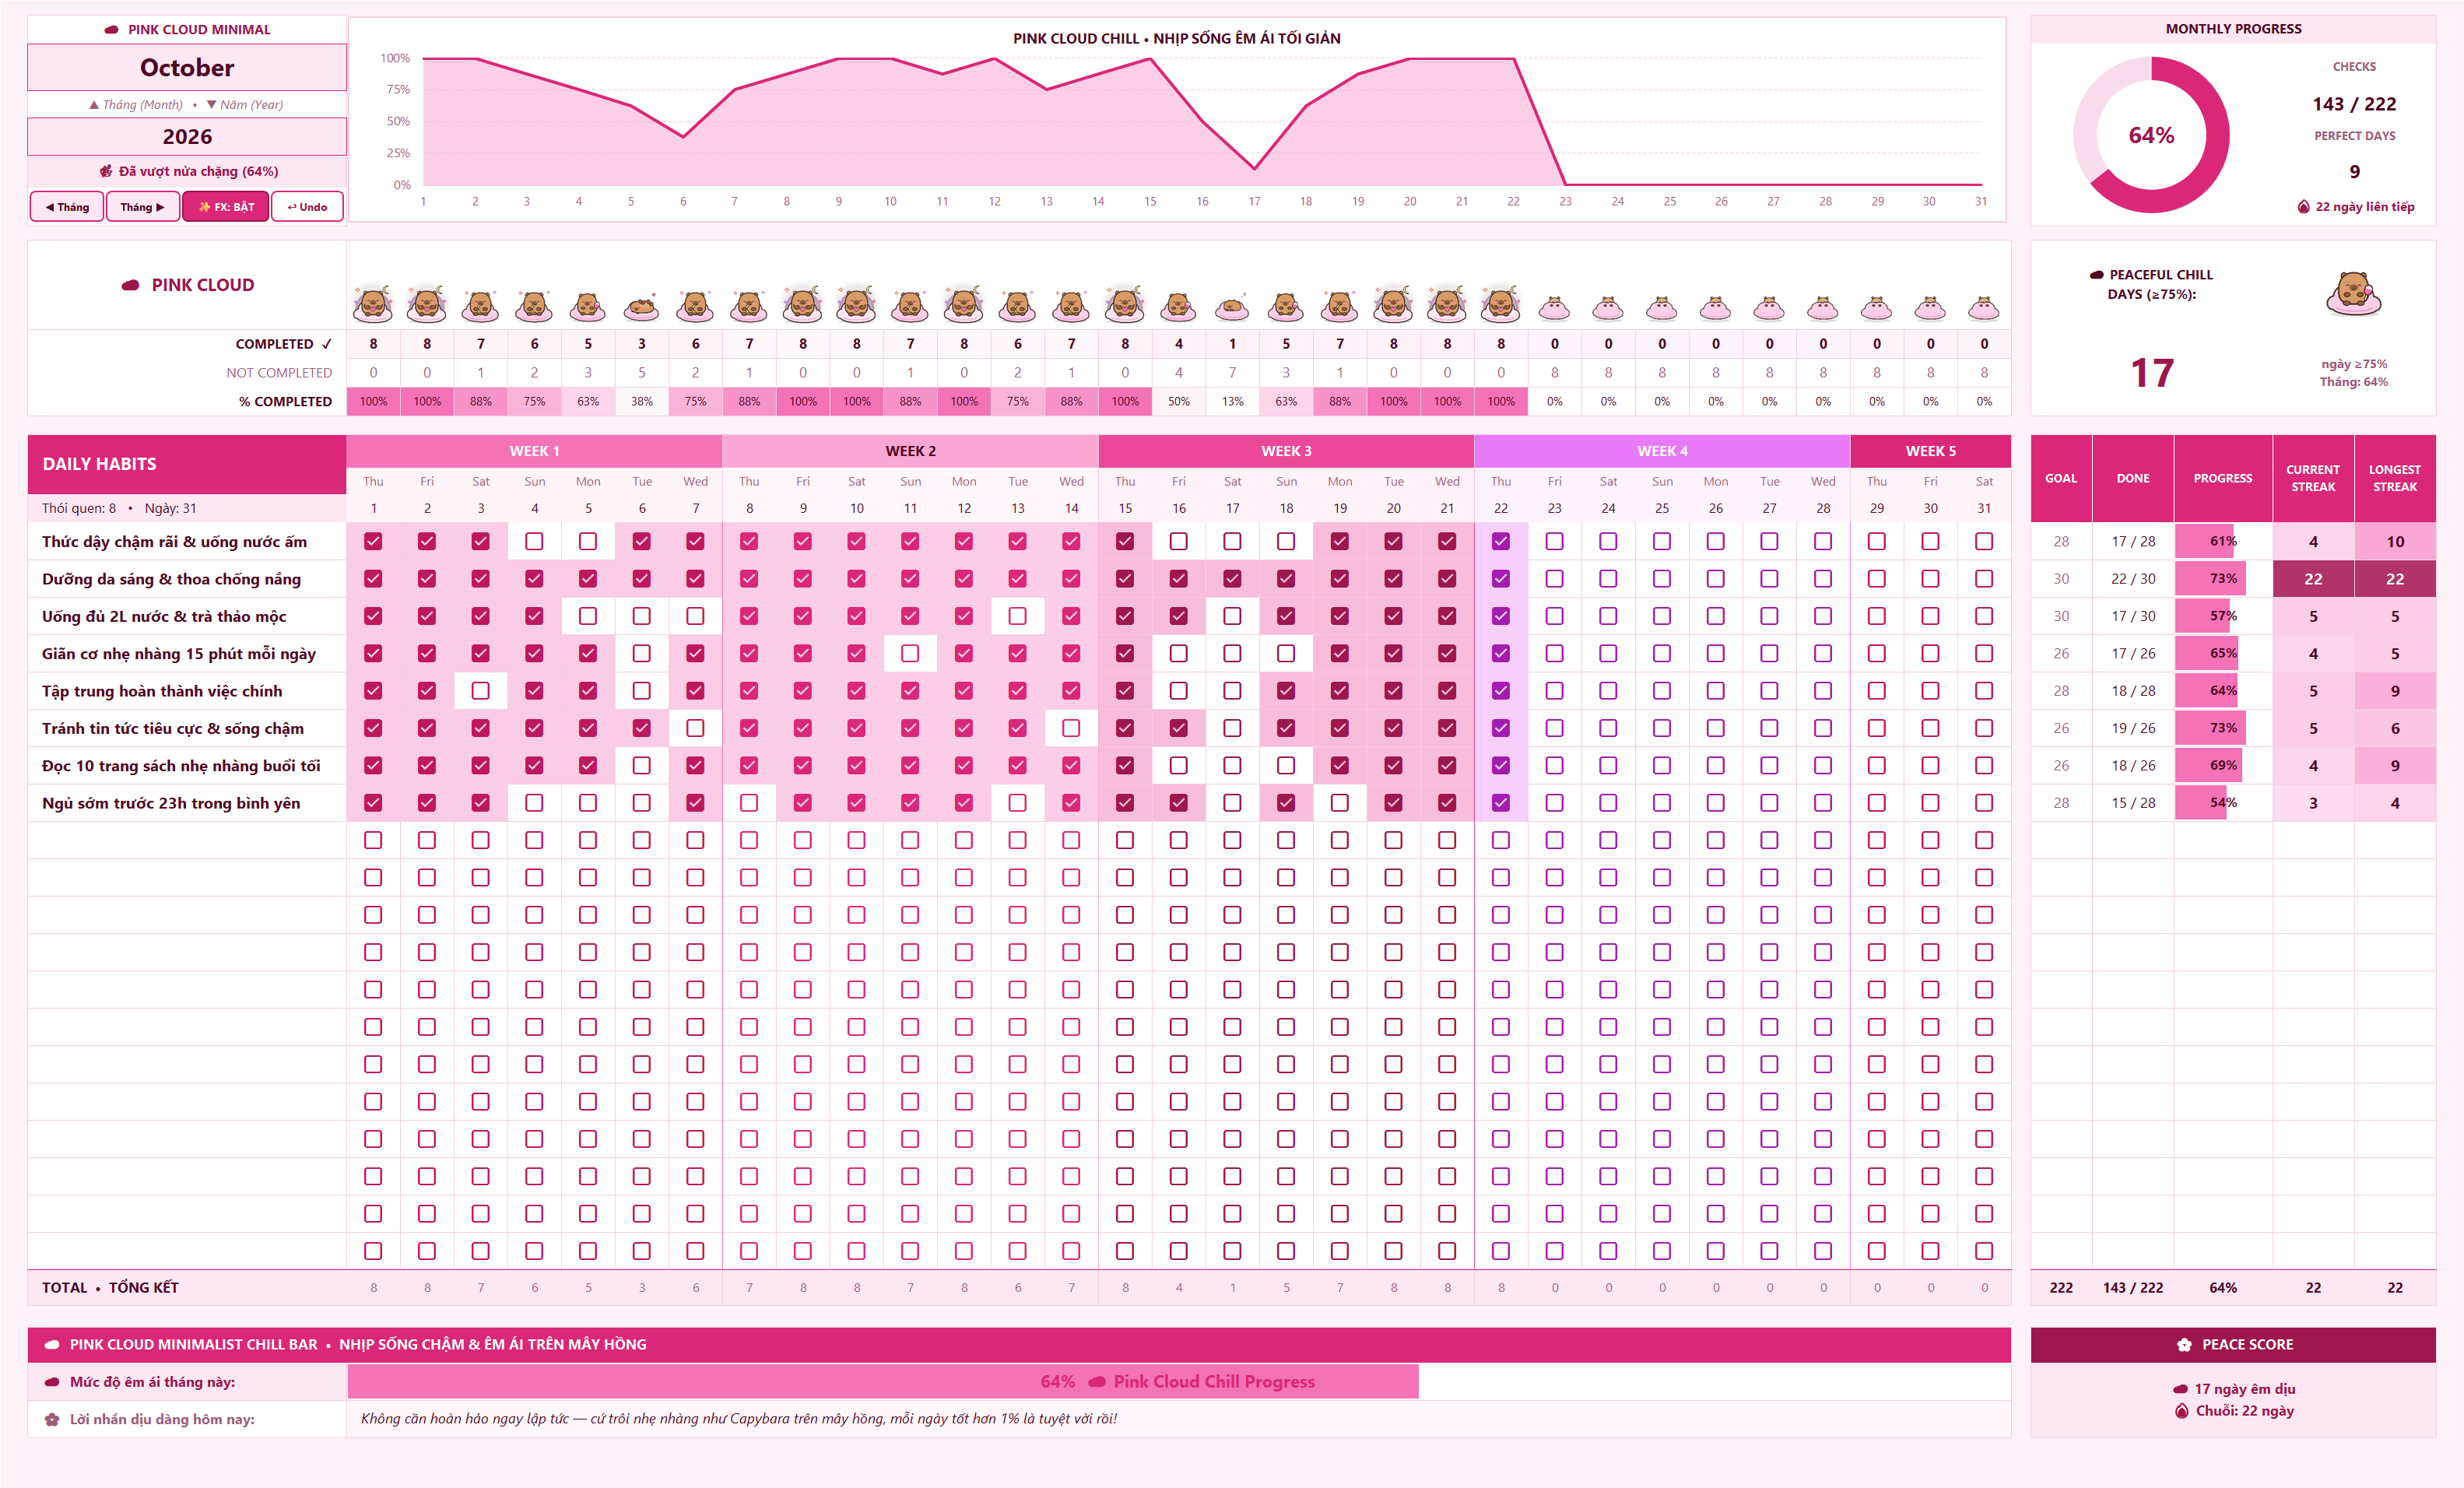 PINK CLOUD MINIMAL
October
▲ Tháng (Month) • ▼ Năm (Year)
2026
Đã vượt nửa chặng (64%)
◀ Tháng Tháng ▶ FX: BẬT ↩ Undo
PINK CLOUD CHILL • NHỊP SỐNG ÊM ÁI TỐI GIẢN
100%
75%
50%
25%
0%
1 2 3 4 5 6 7 8 9 10 11 12 13 14 15 16 17 18 19 20 21 22 23 24 25 26 27 28 29 30 31
MONTHLY PROGRESS
64%
CHECKS
143 / 222
PERFECT DAYS
9
22 ngày liên tiếp
PINK CLOUD
COMPLETED ✓ 8 8 7 6 5 3 6 7 8 8 7 8 6 7 8 4 1 5 7 8 8 8 0 0 0 0 0 0 0 0 0
NOT COMPLETED 0 0 1 2 3 5 2 1 0 0 1 0 2 1 0 4 7 3 1 0 0 0 8 8 8 8 8 8 8 8 8
% COMPLETED 100% 100% 88% 75% 63% 38% 75% 88% 100% 100% 88% 100% 75% 88% 100% 50% 13% 63% 88% 100% 100% 100% 0% 0% 0% 0% 0% 0% 0% 0% 0%
PEACEFUL CHILL
DAYS (≥75%):
17
ngày ≥75%
Tháng: 64%
DAILY HABITS WEEK 1 WEEK 2 WEEK 3 WEEK 4 WEEK 5
Thu Fri Sat Sun Mon Tue Wed Thu Fri Sat Sun Mon Tue Wed Thu Fri Sat Sun Mon Tue Wed Thu Fri Sat Sun Mon Tue Wed Thu Fri Sat
Thói quen: 8 • Ngày: 31 1 2 3 4 5 6 7 8 9 10 11 12 13 14 15 16 17 18 19 20 21 22 23 24 25 26 27 28 29 30 31
GOAL DONE PROGRESS CURRENT STREAK LONGEST STREAK
Thức dậy chậm rãi & uống nước ấm 28 17 / 28 61% 4 10
Dưỡng da sáng & thoa chống nắng 30 22 / 30 73% 22 22
Uống đủ 2L nước & trà thảo mộc 30 17 / 30 57% 5 5
Giãn cơ nhẹ nhàng 15 phút mỗi ngày 26 17 / 26 65% 4 5
Tập trung hoàn thành việc chính 28 18 / 28 64% 5 9
Tránh tin tức tiêu cực & sống chậm 26 19 / 26 73% 5 6
Đọc 10 trang sách nhẹ nhàng buổi tối 26 18 / 26 69% 4 9
Ngủ sớm trước 23h trong bình yên 28 15 / 28 54% 3 4
TOTAL • TỔNG KẾT 8 8 7 6 5 3 6 7 8 8 7 8 6 7 8 4 1 5 7 8 8 8 0 0 0 0 0 0 0 0 0 222 143 / 222 64% 22 22
PINK CLOUD MINIMALIST CHILL BAR • NHỊP SỐNG CHẬM & ÊM ÁI TRÊN MÂY HỒNG
Mức độ êm ái tháng này: 64% Pink Cloud Chill Progress
Lời nhắn dịu dàng hôm nay: Không cần hoàn hảo ngay lập tức — cứ trôi nhẹ nhàng như Capybara trên mây hồng, mỗi ngày tốt hơn 1% là tuyệt vời rồi!
PEACE SCORE
17 ngày êm dịu
Chuỗi: 22 ngày